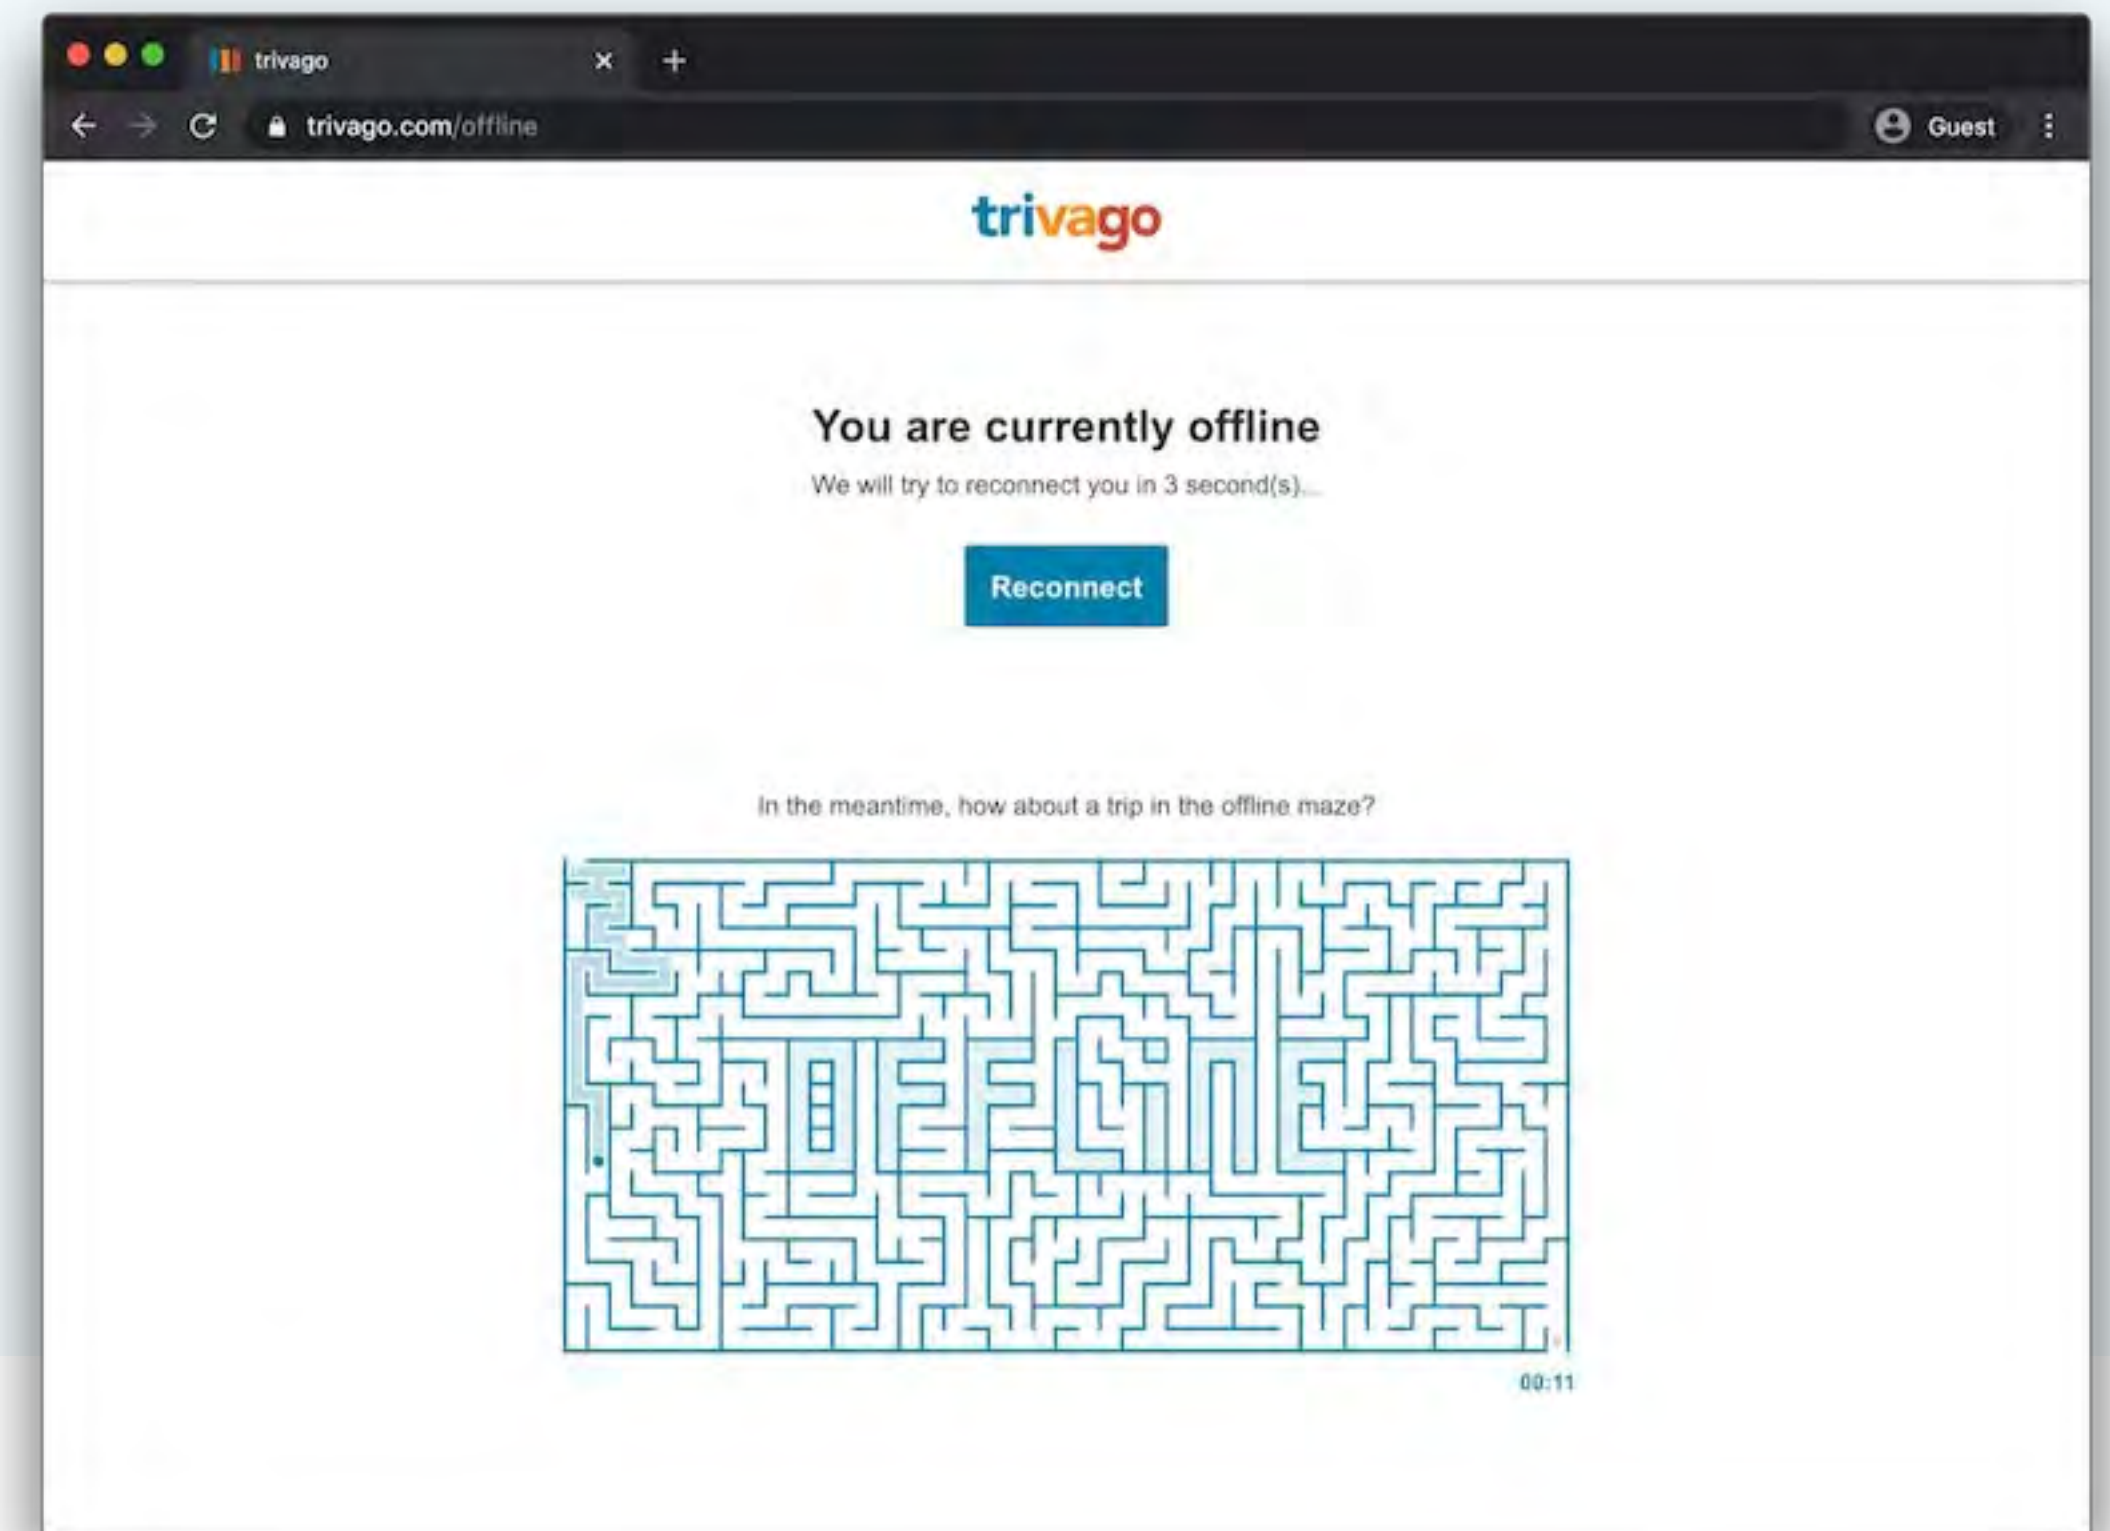 trivago
trivago.com/offline
Guest
trivago
You are currently offline
We will try to reconnect you in 3 second(s)...
Reconnect
In the meantime, how about a trip in the offline maze?
OFFLiNE
00:11